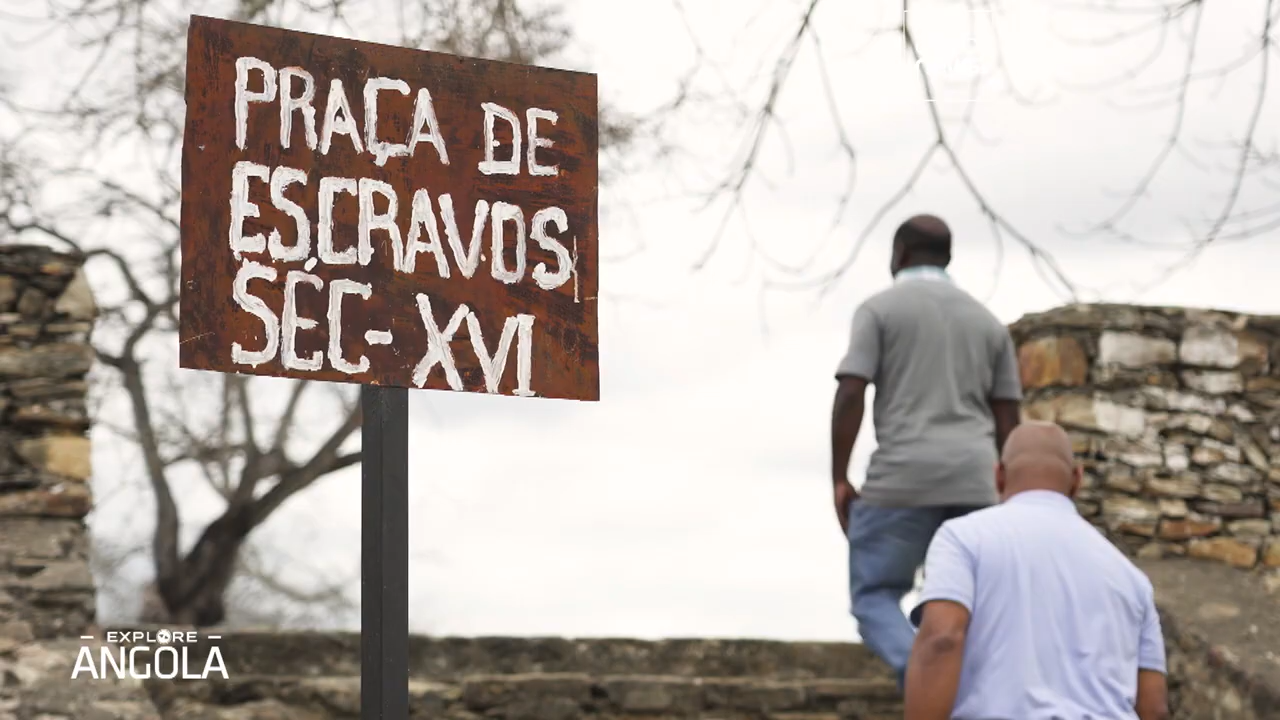 PRAÇA DE
ESCRAVOS
SÉC- XVI
EXPLORE
ANGOLA